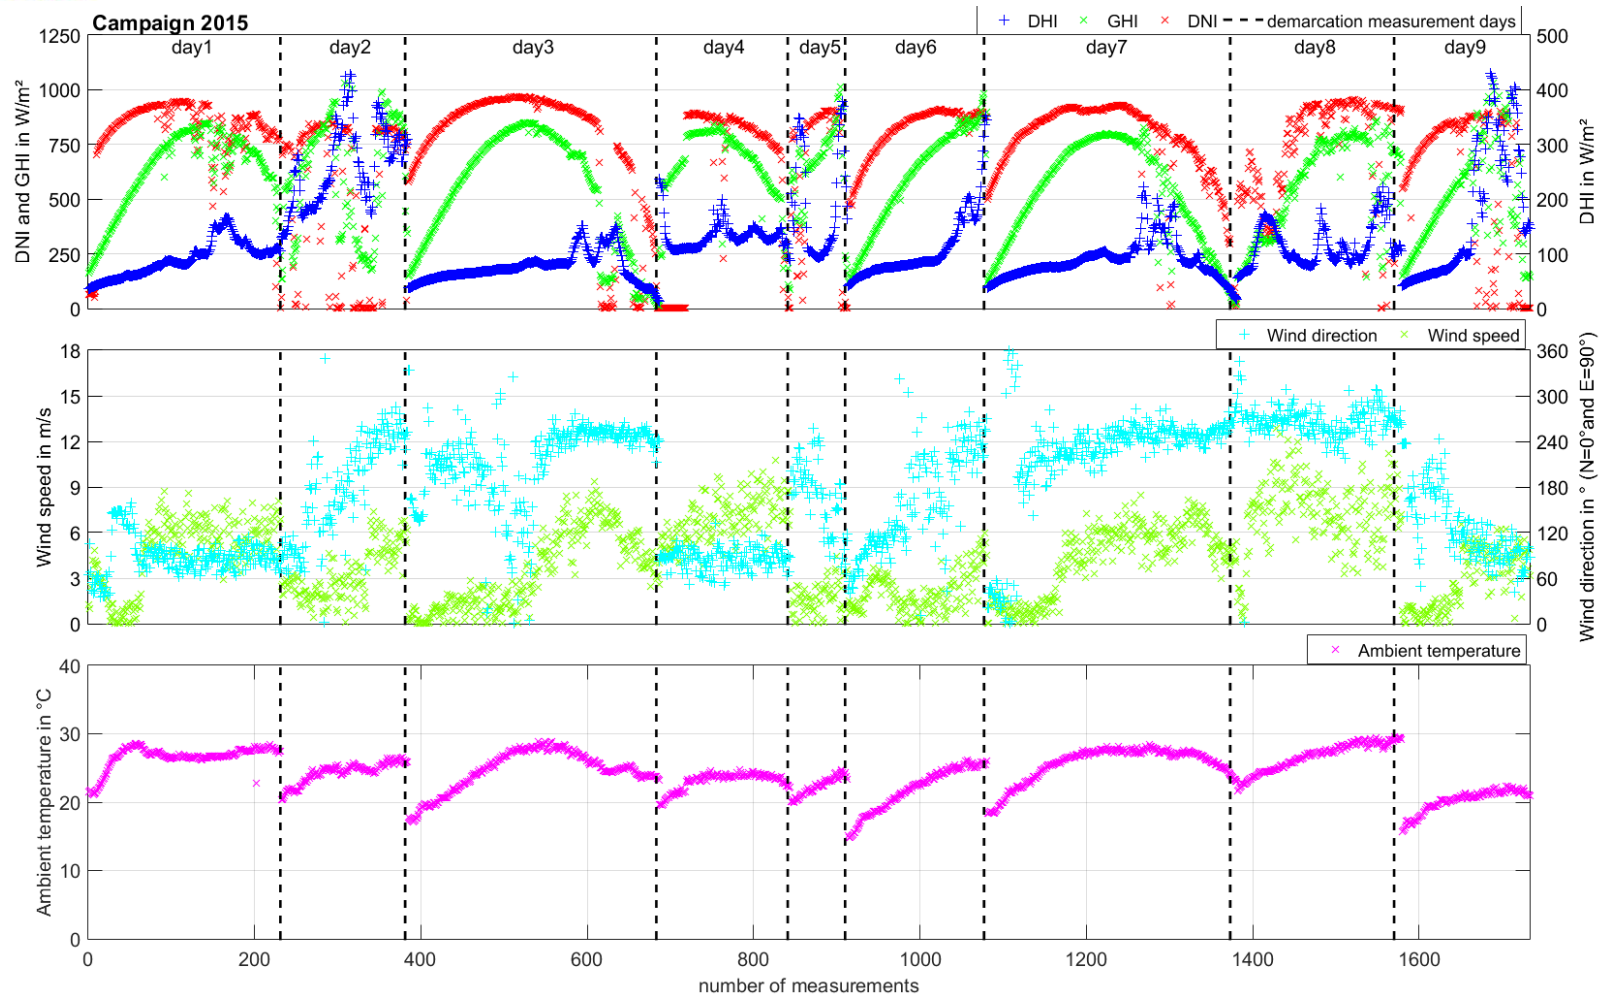 Campaign 2015
DHI GHI DNI demarcation measurement days
day1 day2 day3 day4 day5 day6 day7 day8 day9
DNI and GHI in W/m²
1250
1000
750
500
250
0
DHI in W/m²
500
400
300
200
100
0
Wind direction Wind speed
Wind speed in m/s
18
15
12
9
6
3
0
Wind direction in ° (N=0°and E=90°)
360
300
240
180
120
60
0
Ambient temperature
Ambient temperature in °C
40
30
20
10
0
0 200 400 600 800 1000 1200 1400 1600
number of measurements